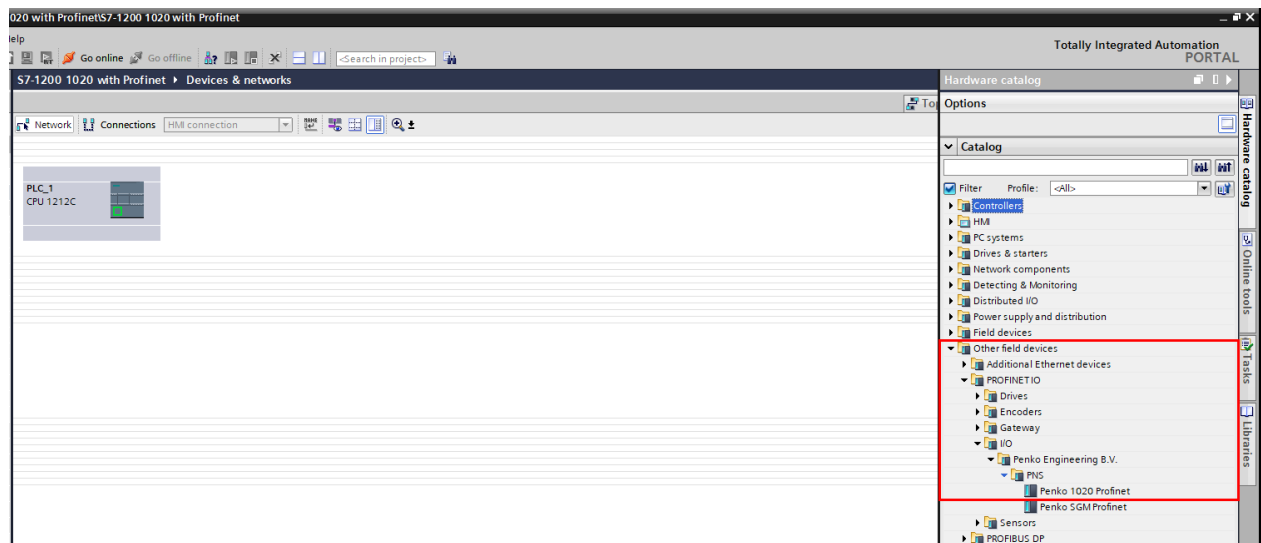 020 with Profinet\S7-1200 1020 with Profinet
Help
Go online Go offline <Search in project>
Totally Integrated Automation
PORTAL
S7-1200 1020 with Profinet Devices & networks
Hardware catalog
To
Options
Network Connections HMI connection
Catalog
Filter Profile: <All>
PLC_1
CPU 1212C
Controllers
HMI
PC systems
Drives & starters
Network components
Detecting & Monitoring
Distributed I/O
Power supply and distribution
Field devices
Other field devices
Additional Ethernet devices
PROFINET IO
Drives
Encoders
Gateway
I/O
Penko Engineering B.V.
PNS
Penko 1020 Profinet
Penko SGM Profinet
Sensors
PROFIBUS DP
Hardware catalog
Online tools
Tasks
Libraries